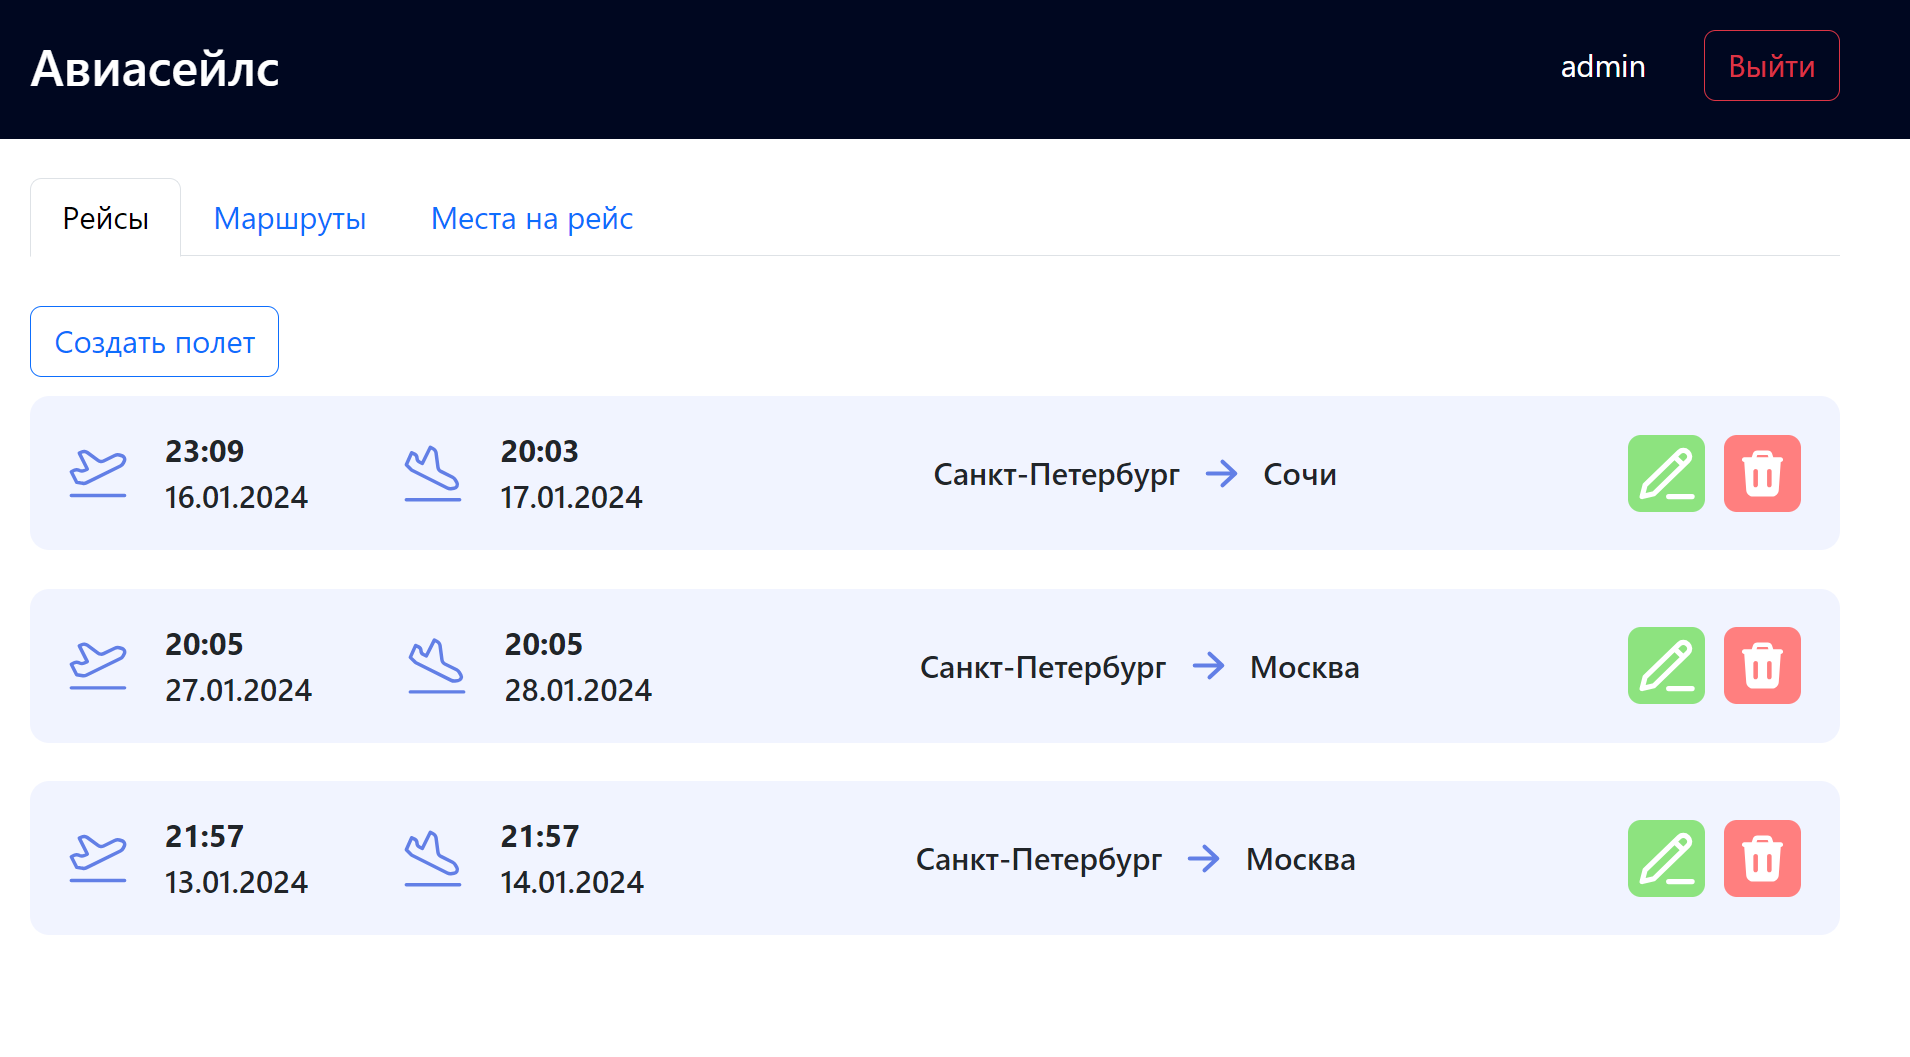 Авиасейлс
admin
Выйти
Рейсы
Маршруты
Места на рейс
Создать полет
23:09
16.01.2024
20:03
17.01.2024
Санкт-Петербург
Сочи
20:05
27.01.2024
20:05
28.01.2024
Санкт-Петербург
Москва
21:57
13.01.2024
21:57
14.01.2024
Санкт-Петербург
Москва